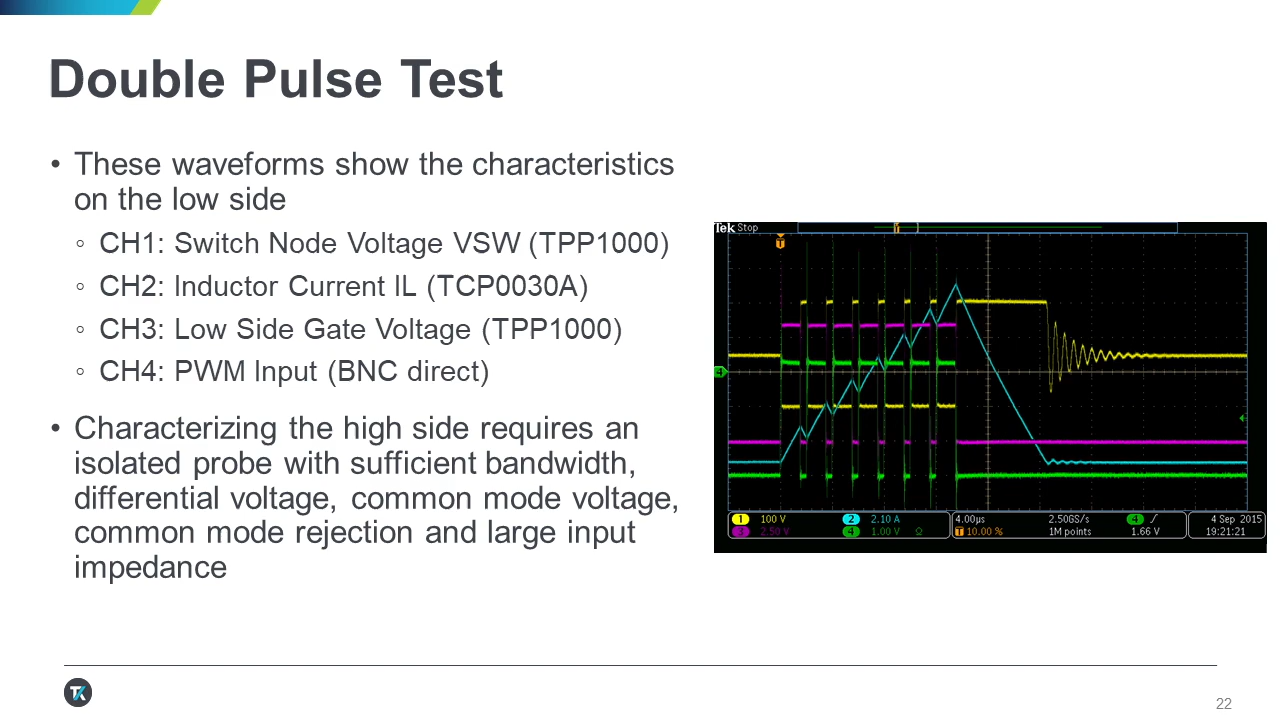 Double Pulse Test
• These waveforms show the characteristics
on the low side
◦ CH1: Switch Node Voltage VSW (TPP1000)
◦ CH2: Inductor Current IL (TCP0030A)
◦ CH3: Low Side Gate Voltage (TPP1000)
◦ CH4: PWM Input (BNC direct)
• Characterizing the high side requires an
isolated probe with sufficient bandwidth,
differential voltage, common mode voltage,
common mode rejection and large input
impedance
Tek Stop
T
T
4
1 100 V 2 2.10 A 4.00µs 2.50GS/s 4 4 Sep 2015
3 2.50 V 4 1.00 V T 10.00 % 1M points 1.66 V 19:21:21
TK
22